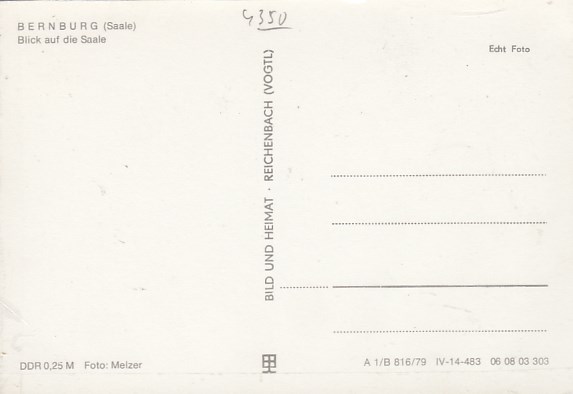 4350
BERNBURG (Saale)
Blick auf die Saale
Echt Foto
BILD UND HEIMAT · REICHENBACH (VOGTL)
DDR 0,25 M Foto: Melzer
A 1/B 816/79 IV-14-483 06 08 03 303